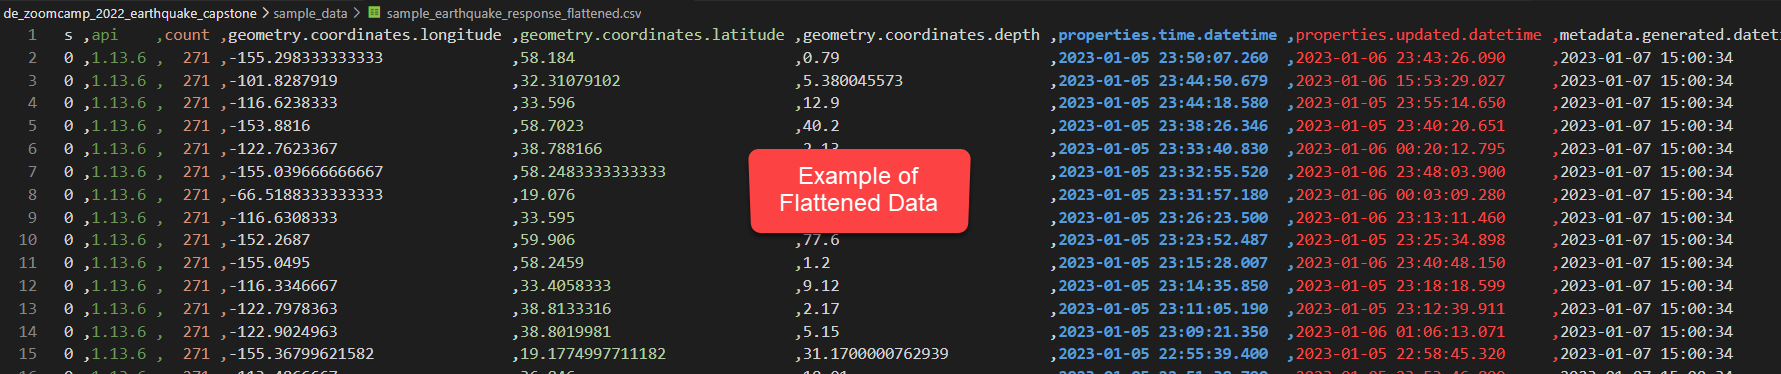 de_zoomcamp_2022_earthquake_capstone > sample_data > sample_earthquake_response_flattened.csv
1 s ,api ,count ,geometry.coordinates.longitude ,geometry.coordinates.latitude ,geometry.coordinates.depth ,properties.time.datetime ,properties.updated.datetime ,metadata.generated.dateti
2 0 ,1.13.6 , 271 ,-155.298333333333 ,58.184 ,0.79 ,2023-01-05 23:50:07.260 ,2023-01-06 23:43:26.090 ,2023-01-07 15:00:34
3 0 ,1.13.6 , 271 ,-101.8287919 ,32.31079102 ,5.380045573 ,2023-01-05 23:44:50.679 ,2023-01-06 15:53:29.027 ,2023-01-07 15:00:34
4 0 ,1.13.6 , 271 ,-116.6238333 ,33.596 ,12.9 ,2023-01-05 23:44:18.580 ,2023-01-05 23:55:14.650 ,2023-01-07 15:00:34
5 0 ,1.13.6 , 271 ,-153.8816 ,58.7023 ,40.2 ,2023-01-05 23:38:26.346 ,2023-01-05 23:40:20.651 ,2023-01-07 15:00:34
6 0 ,1.13.6 , 271 ,-122.7623367 ,38.788166 ,2.13 ,2023-01-05 23:33:40.830 ,2023-01-06 00:20:12.795 ,2023-01-07 15:00:34
7 0 ,1.13.6 , 271 ,-155.039666666667 ,58.2483333333333 ,2023-01-05 23:32:55.520 ,2023-01-06 23:48:03.900 ,2023-01-07 15:00:34
Example of
Flattened Data
8 0 ,1.13.6 , 271 ,-66.5188333333333 ,19.076 ,2023-01-05 23:31:57.180 ,2023-01-06 00:03:09.280 ,2023-01-07 15:00:34
9 0 ,1.13.6 , 271 ,-116.6308333 ,33.595 ,2023-01-05 23:26:23.500 ,2023-01-06 23:13:11.460 ,2023-01-07 15:00:34
10 0 ,1.13.6 , 271 ,-152.2687 ,59.906 ,77.6 ,2023-01-05 23:23:52.487 ,2023-01-05 23:25:34.898 ,2023-01-07 15:00:34
11 0 ,1.13.6 , 271 ,-155.0495 ,58.2459 ,1.2 ,2023-01-05 23:15:28.007 ,2023-01-06 23:40:48.150 ,2023-01-07 15:00:34
12 0 ,1.13.6 , 271 ,-116.3346667 ,33.4058333 ,9.12 ,2023-01-05 23:14:35.850 ,2023-01-05 23:18:18.599 ,2023-01-07 15:00:34
13 0 ,1.13.6 , 271 ,-122.7978363 ,38.8133316 ,2.17 ,2023-01-05 23:11:05.190 ,2023-01-05 23:12:39.911 ,2023-01-07 15:00:34
14 0 ,1.13.6 , 271 ,-122.9024963 ,38.8019981 ,5.15 ,2023-01-05 23:09:21.350 ,2023-01-06 01:06:13.071 ,2023-01-07 15:00:34
15 0 ,1.13.6 , 271 ,-155.36799621582 ,19.1774997711182 ,31.1700000762939 ,2023-01-05 22:55:39.400 ,2023-01-05 22:58:45.320 ,2023-01-07 15:00:34